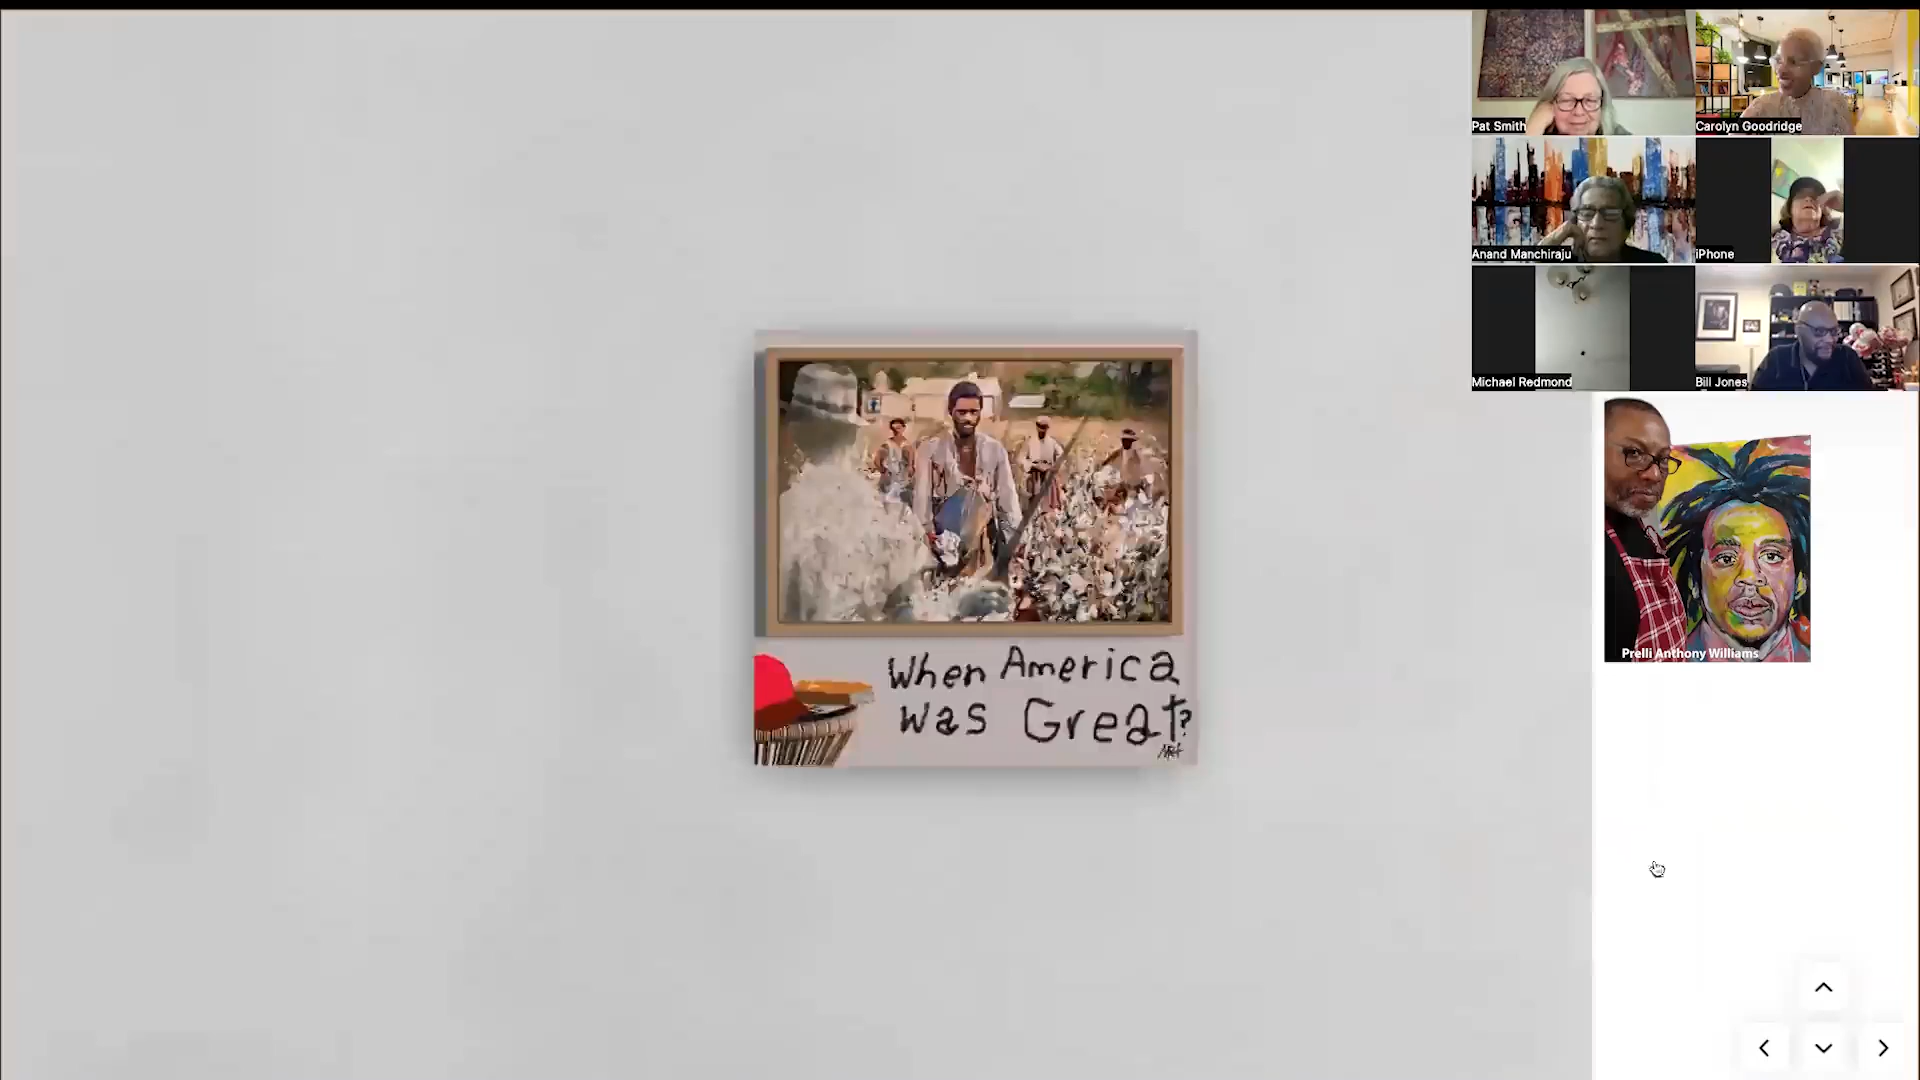 Pat Smith
Carolyn Goodridge
Anand Manchiraju
iPhone
Michael Redmond
Bill Jones
Prelli Anthony Williams
When America
was Great?